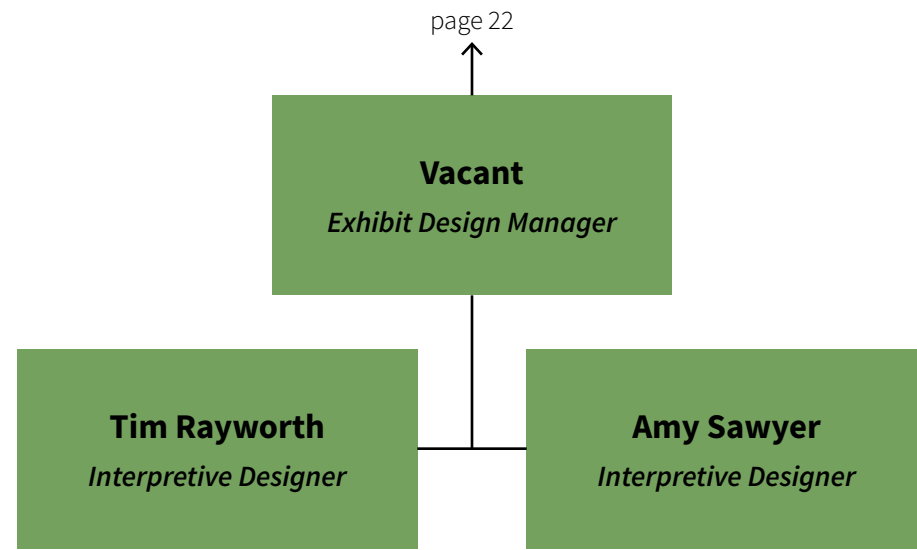 page 22
Vacant
Exhibit Design Manager
Tim Rayworth
Interpretive Designer
Amy Sawyer
Interpretive Designer